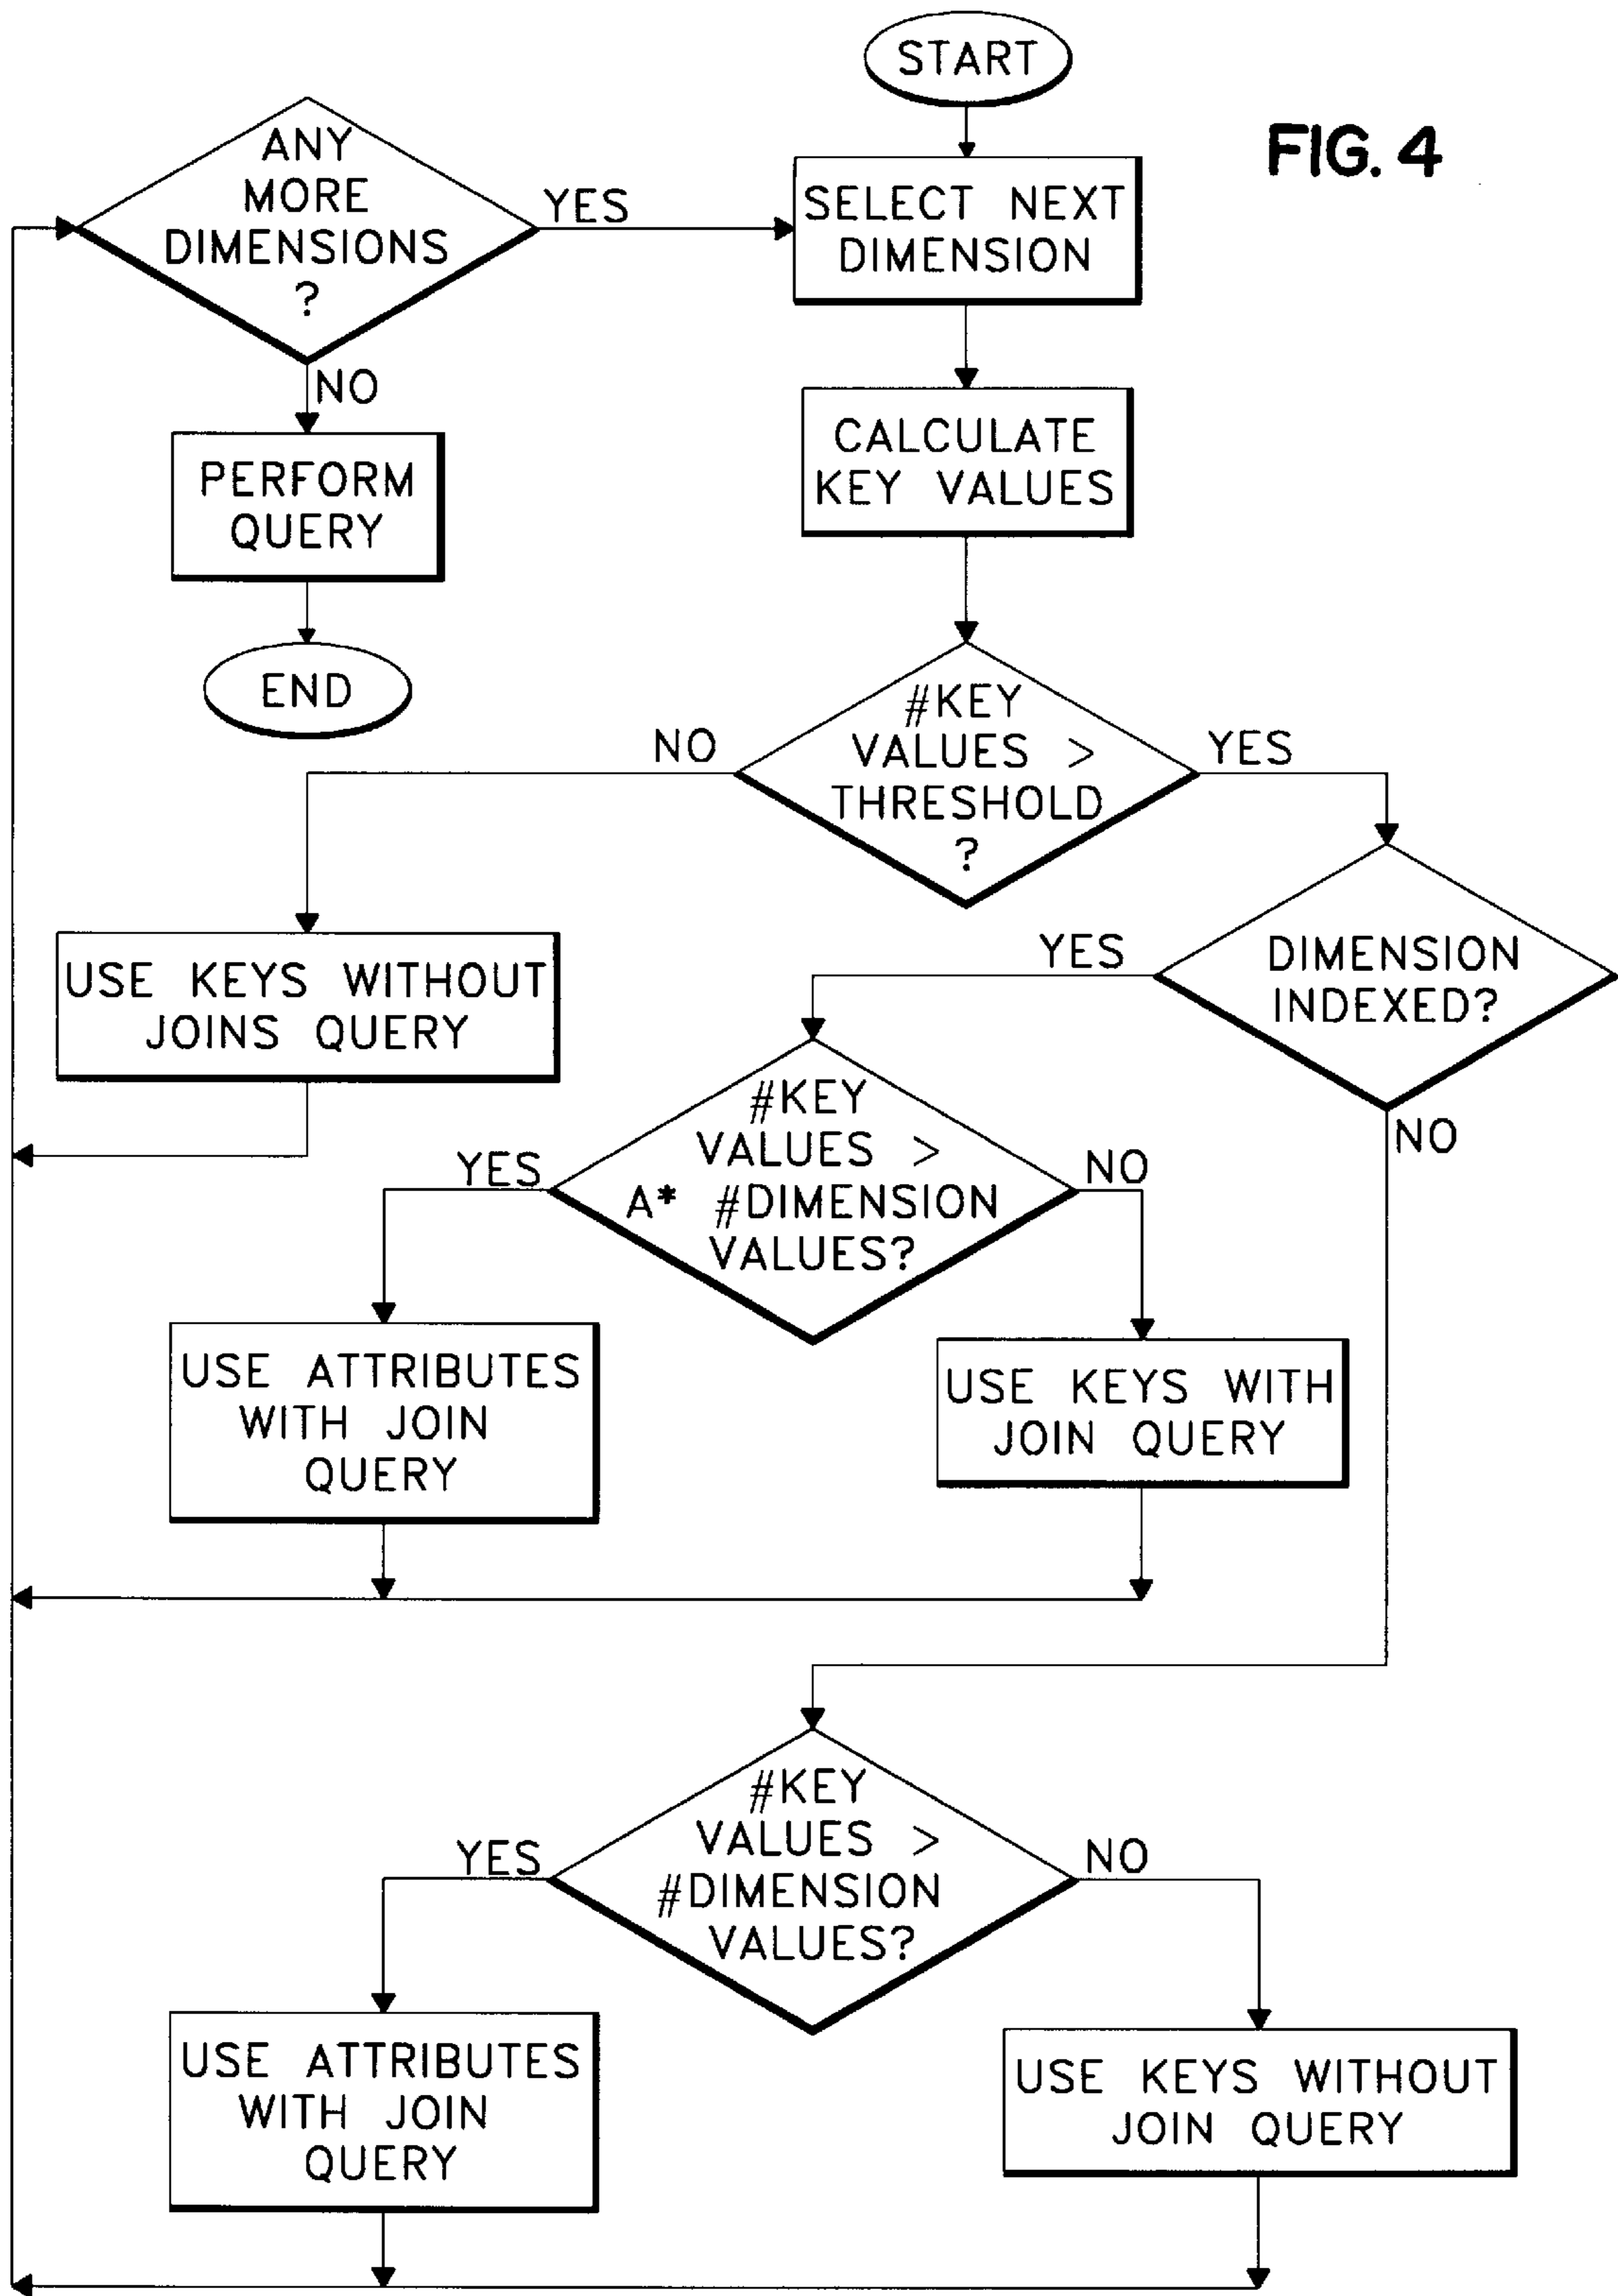 START
FIG. 4
ANY
MORE
DIMENSIONS
?
YES
SELECT NEXT
DIMENSION
NO
PERFORM
QUERY
END
CALCULATE
KEY VALUES
#KEY
VALUES >
THRESHOLD
?
NO
YES
USE KEYS WITHOUT
JOINS QUERY
DIMENSION
INDEXED?
YES
NO
#KEY
VALUES >
A* #DIMENSION
VALUES?
YES
NO
USE ATTRIBUTES
WITH JOIN
QUERY
USE KEYS WITH
JOIN QUERY
#KEY
VALUES >
#DIMENSION
VALUES?
YES
NO
USE ATTRIBUTES
WITH JOIN
QUERY
USE KEYS WITHOUT
JOIN QUERY